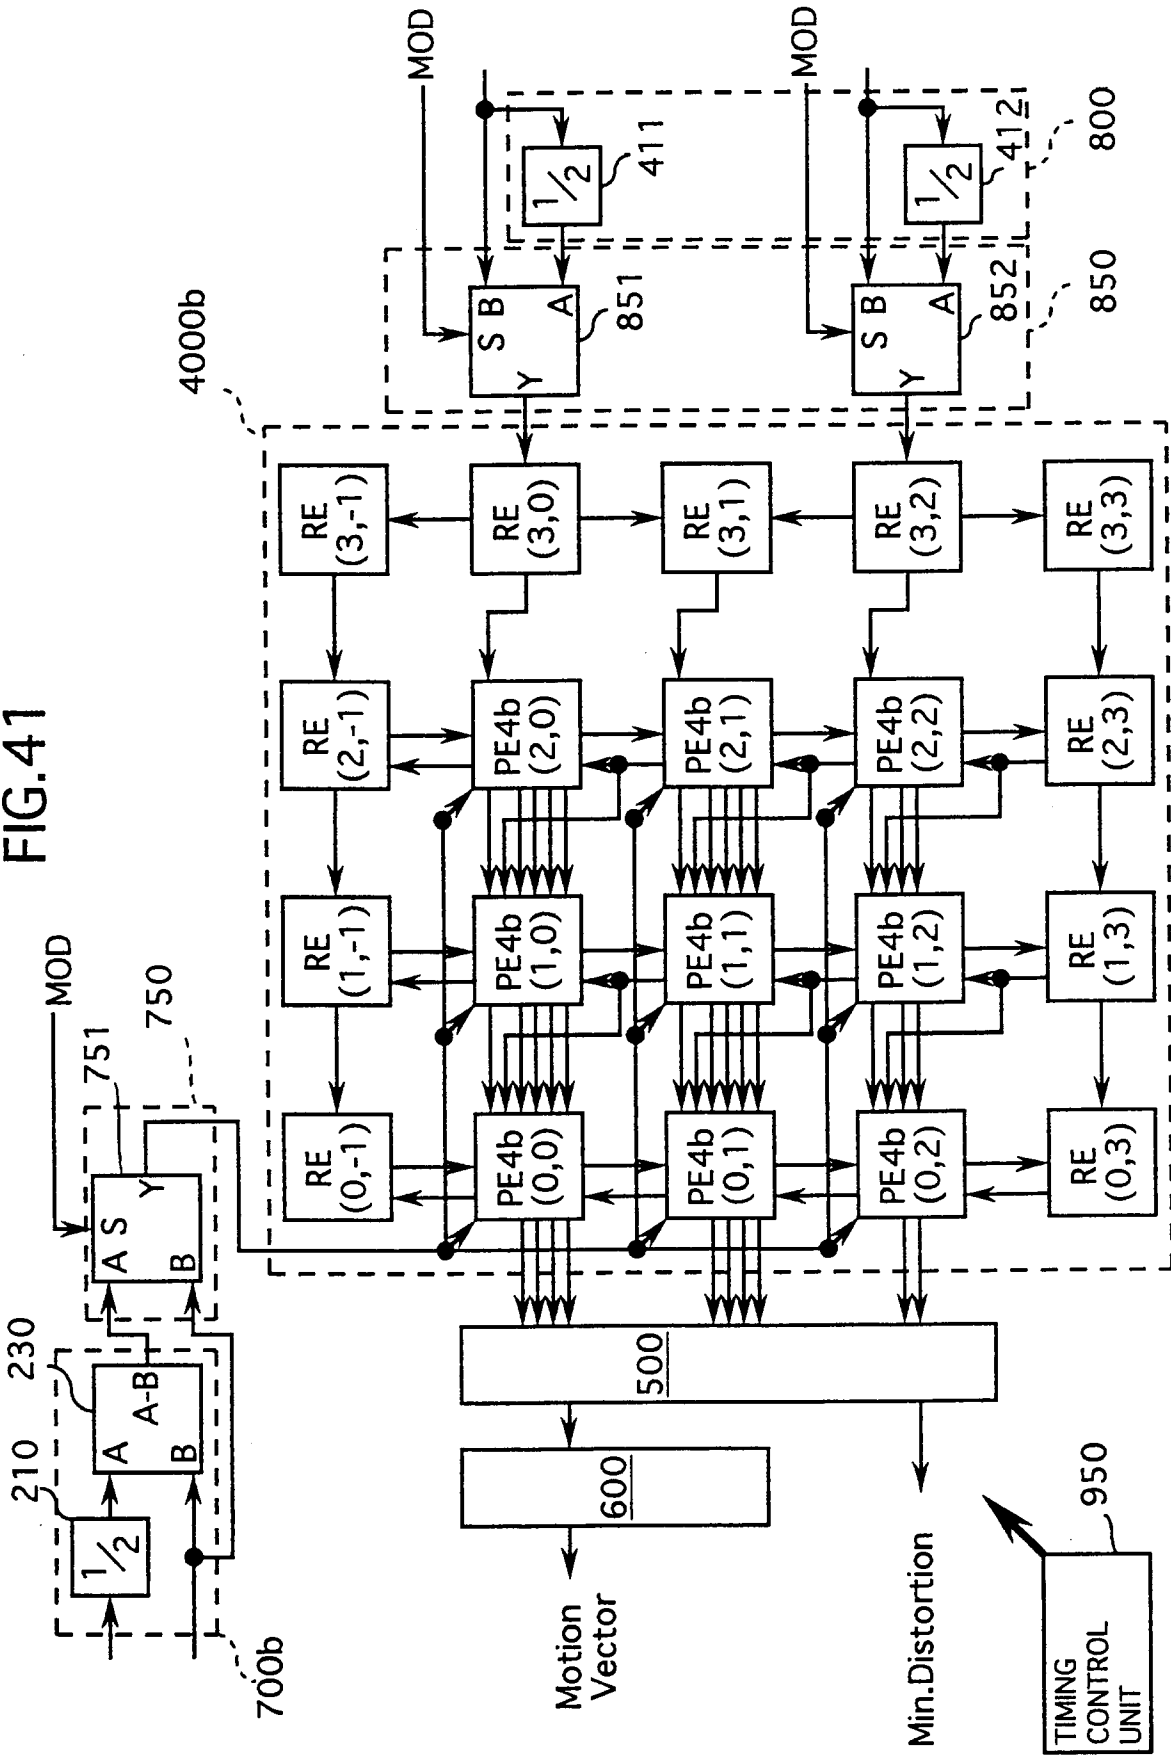 FIG.41
210
230
1/2
A
A-B
B
700b
MOD
751
750
A S
Y
B
4000b
RE
(0,-1)
RE
(1,-1)
RE
(2,-1)
RE
(3,-1)
PE4b
(0,0)
PE4b
(1,0)
PE4b
(2,0)
RE
(3,0)
PE4b
(0,1)
PE4b
(1,1)
PE4b
(2,1)
RE
(3,1)
PE4b
(0,2)
PE4b
(1,2)
PE4b
(2,2)
RE
(3,2)
RE
(0,3)
RE
(1,3)
RE
(2,3)
RE
(3,3)
MOD
S B
Y
A
851
1/2
411
MOD
S B
Y
A
852
1/2
412
850
800
500
600
Motion
Vector
Min.Distortion
TIMING
CONTROL
UNIT
950